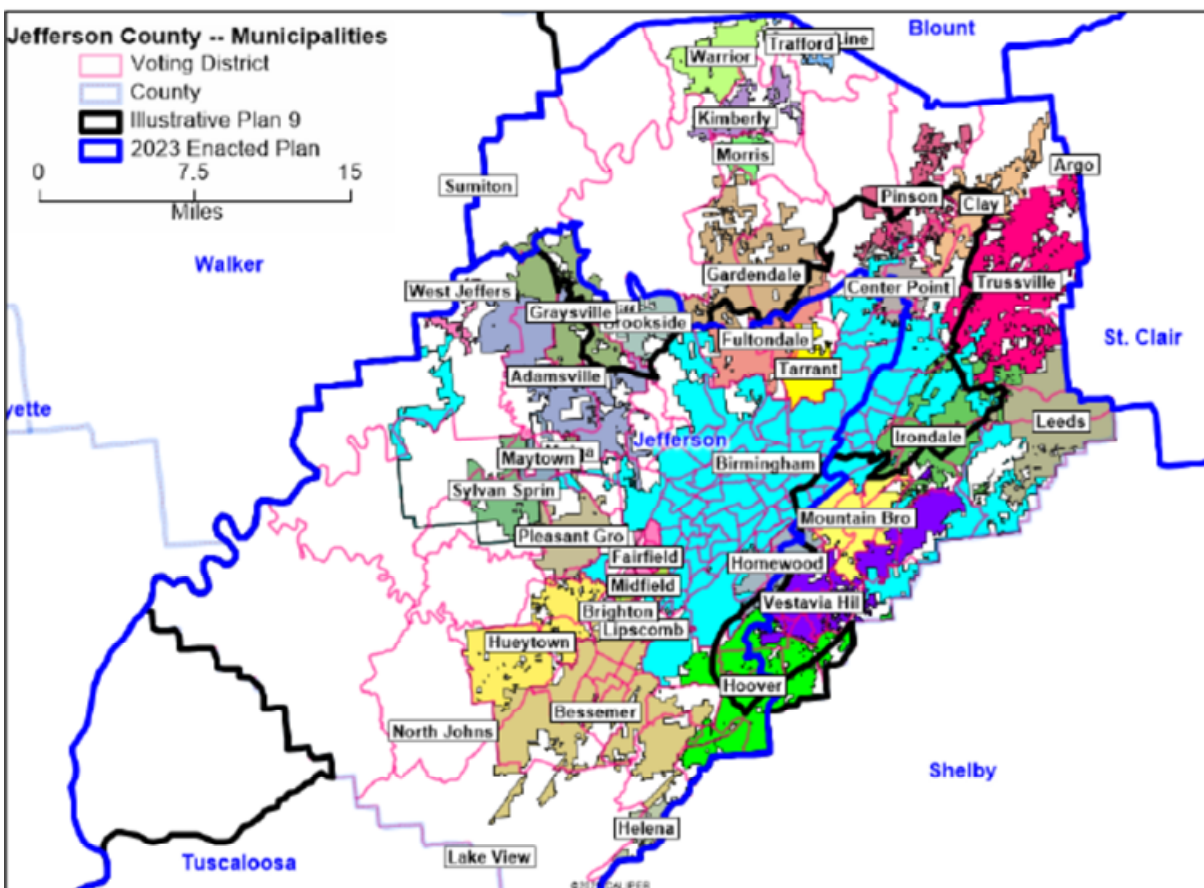 Jefferson County -- Municipalities
Voting District
County
Illustrative Plan 9
2023 Enacted Plan
0 7.5 15
Miles
Blount
Trafford
Line
Warrior
Kimberly
Morris
Sumiton
Argo
Pinson
Clay
Walker
Gardendale
West Jeffers
Center Point
Trussville
Graysville
Brookside
Fultondale
St. Clair
Tarrant
Adamsville
yette
Leeds
Irondale
Jefferson
Maytown
Birmingham
Sylvan Sprin
Mountain Bro
Pleasant Gro
Fairfield
Homewood
Midfield
Vestavia Hil
Brighton
Lipscomb
Hueytown
Hoover
Bessemer
North Johns
Shelby
Helena
Lake View
Tuscaloosa